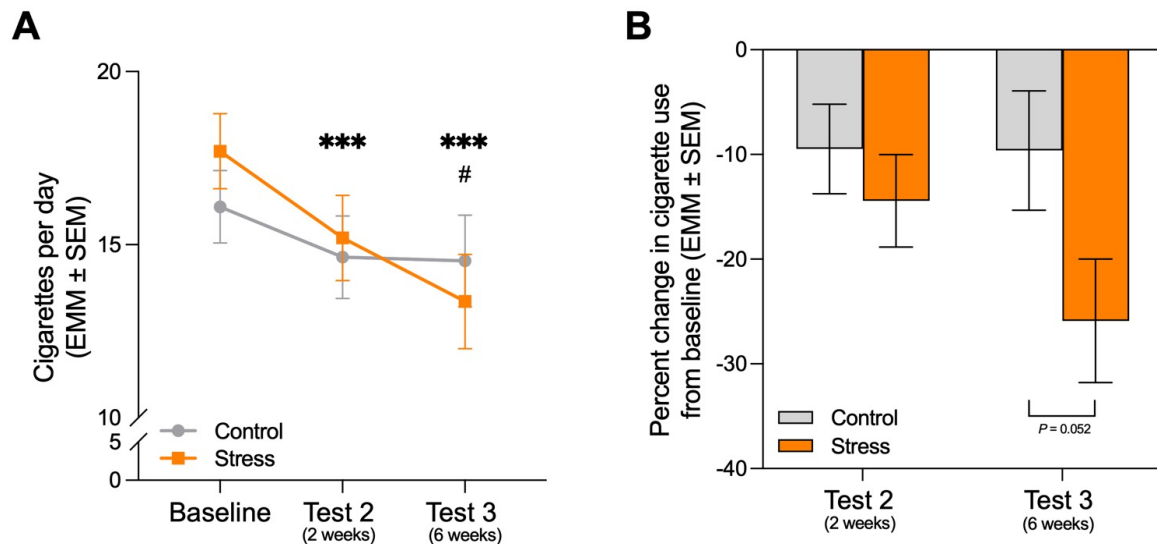 A
Cigarettes per day
(EMM ± SEM)
20
15
10
5
0
***
***
#
Control
Stress
Baseline
Test 2
(2 weeks)
Test 3
(6 weeks)
B
Percent change in cigarette use
from baseline (EMM ± SEM)
0
-10
-20
-30
-40
Control
Stress
P = 0.052
Test 2
(2 weeks)
Test 3
(6 weeks)